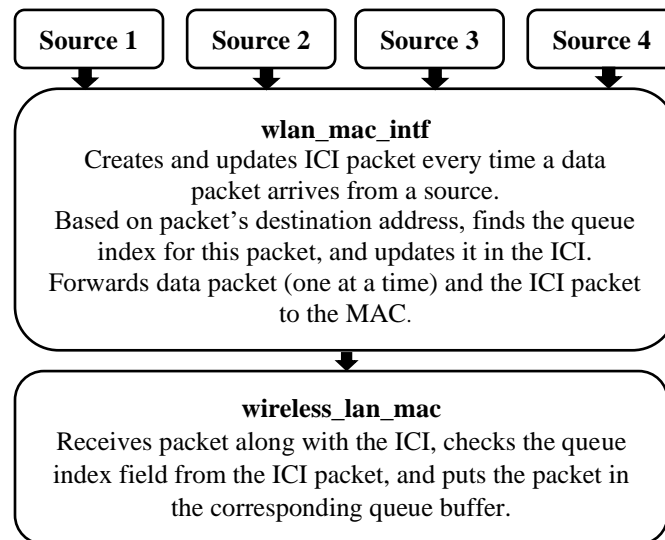 Source 1 Source 2 Source 3 Source 4
wlan_mac_intf
Creates and updates ICI packet every time a data
packet arrives from a source.
Based on packet’s destination address, finds the queue
index for this packet, and updates it in the ICI.
Forwards data packet (one at a time) and the ICI packet
to the MAC.
wireless_lan_mac
Receives packet along with the ICI, checks the queue
index field from the ICI packet, and puts the packet in
the corresponding queue buffer.